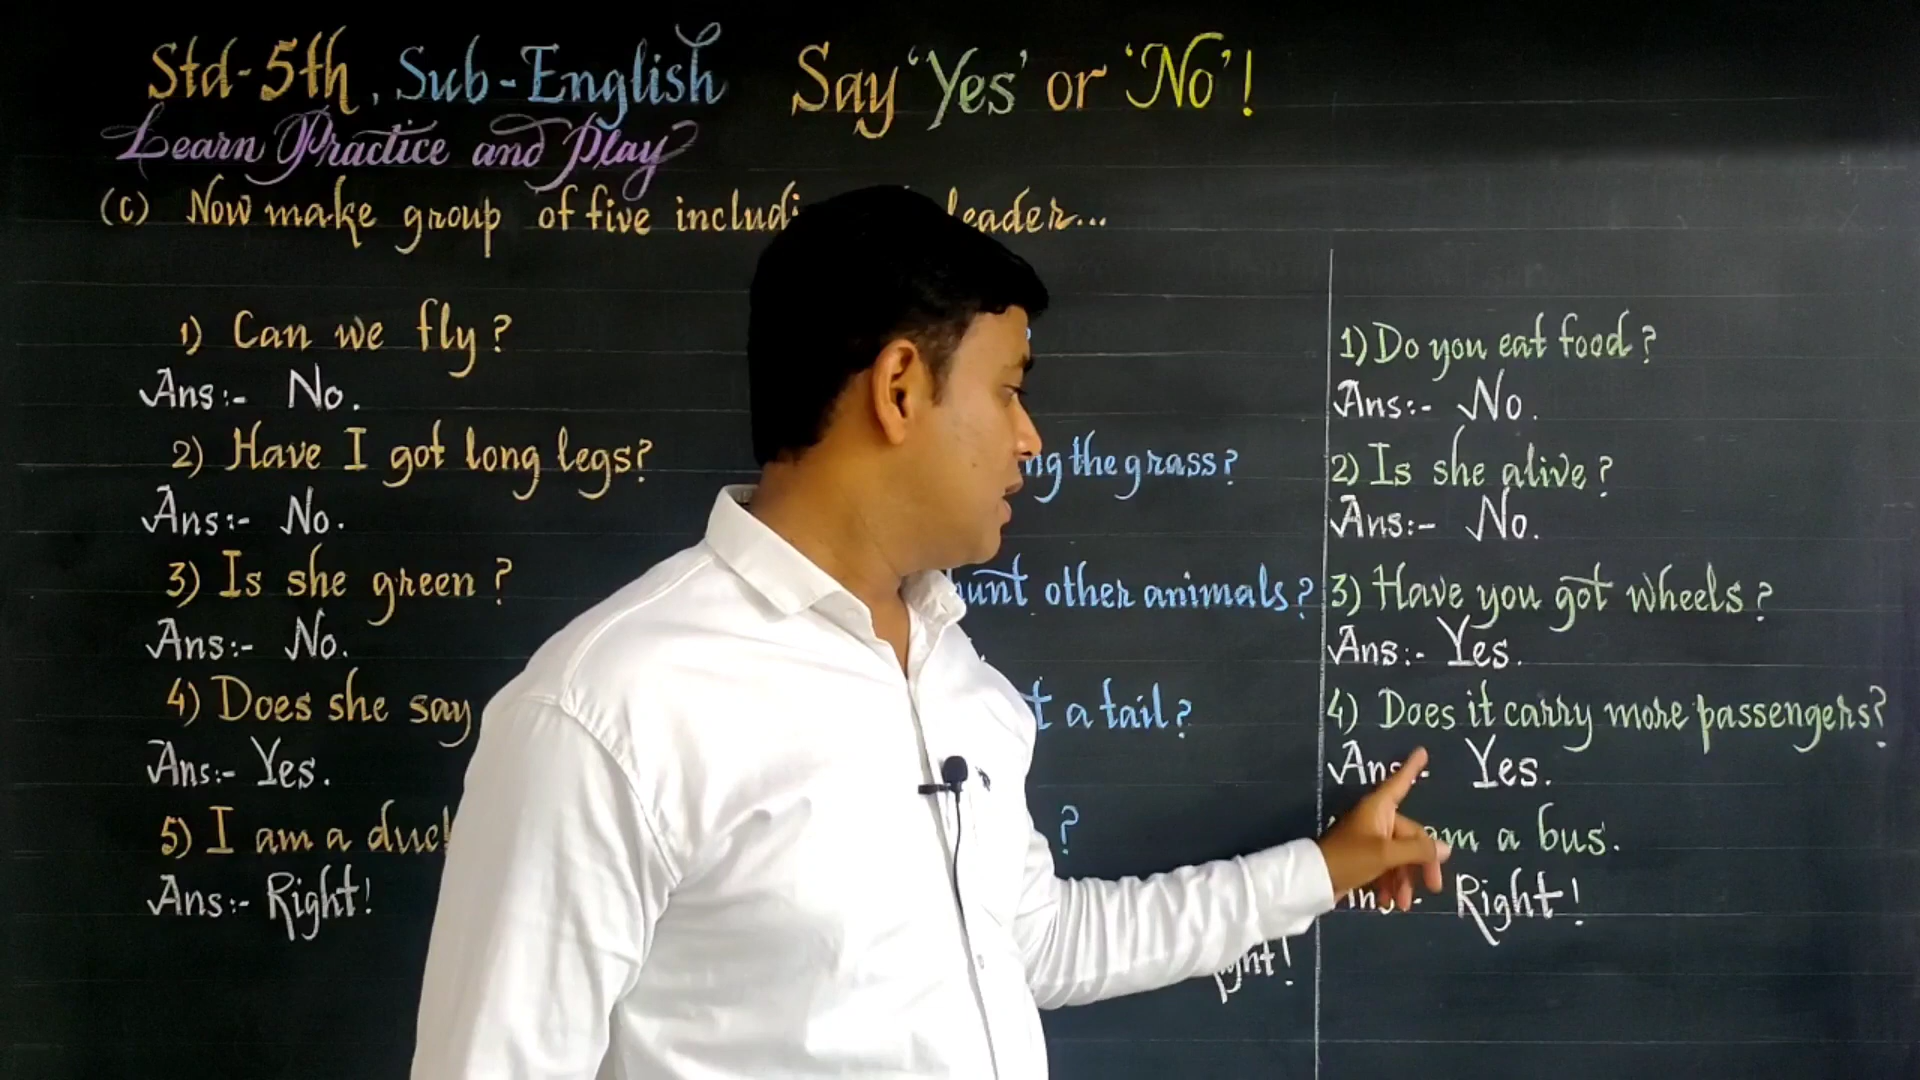 Std-5th, Sub-English Say 'Yes' or 'No'!
Learn Practice and Play
(c) Now make group of five leader...
1) Can we fly?
Ans:- No.
2) Have I got long legs?
Ans:- No.
3) Is she green?
Ans:- No.
4) Does she say
Ans:- Yes.
5) I am a
Ans:- Right!
?
the grass?
other animals?
a tail?
?
1) Do you eat food?
Ans:- No.
2) Is she alive?
Ans:- No.
3) Have you got wheels?
Ans:- Yes.
4) Does it carry more passengers?
Ans:- Yes.
am a bus.
Right!